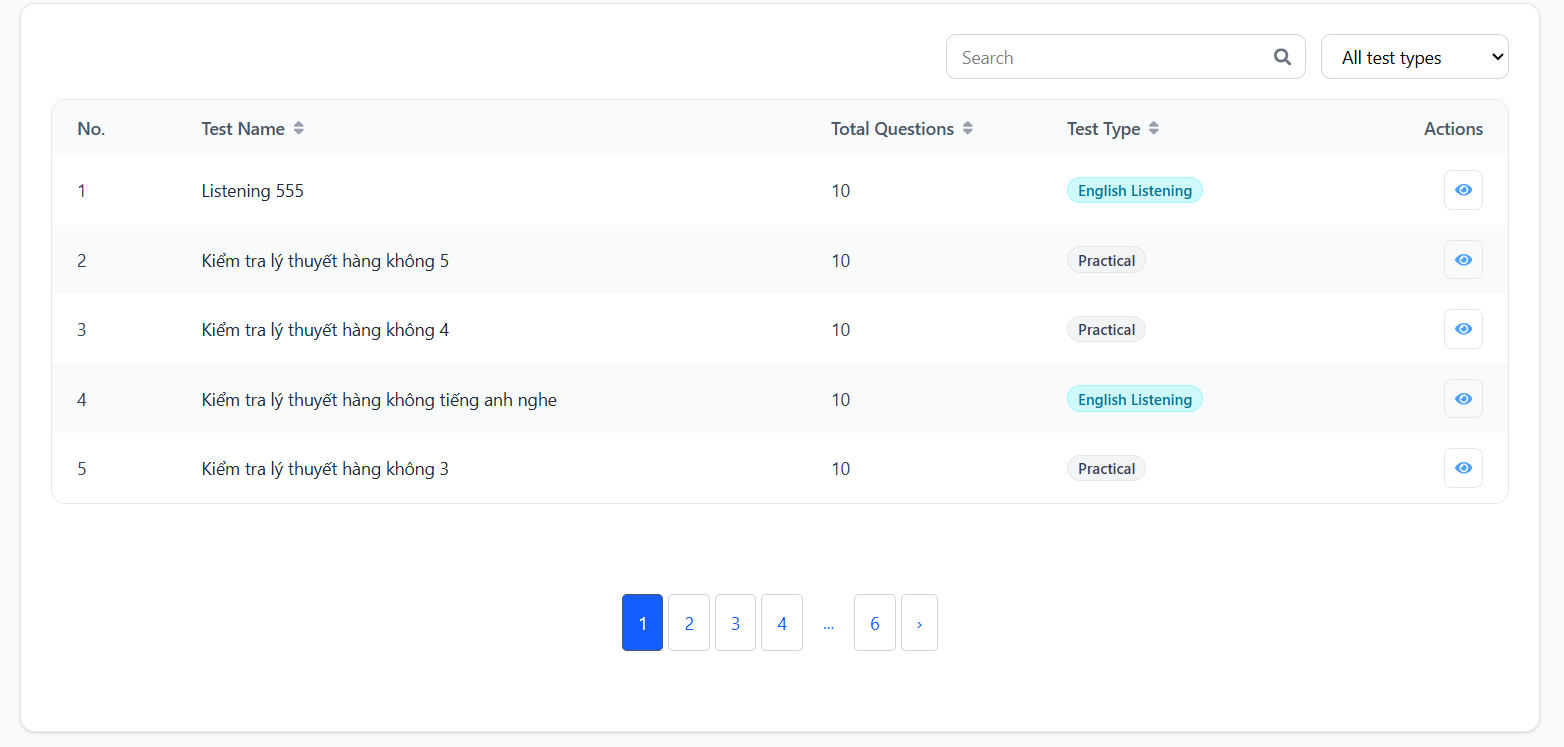 Search All test types
No. Test Name Total Questions Test Type Actions
1 Listening 555 10 English Listening
2 Kiểm tra lý thuyết hàng không 5 10 Practical
3 Kiểm tra lý thuyết hàng không 4 10 Practical
4 Kiểm tra lý thuyết hàng không tiếng anh nghe 10 English Listening
5 Kiểm tra lý thuyết hàng không 3 10 Practical
1 2 3 4 ... 6 ›